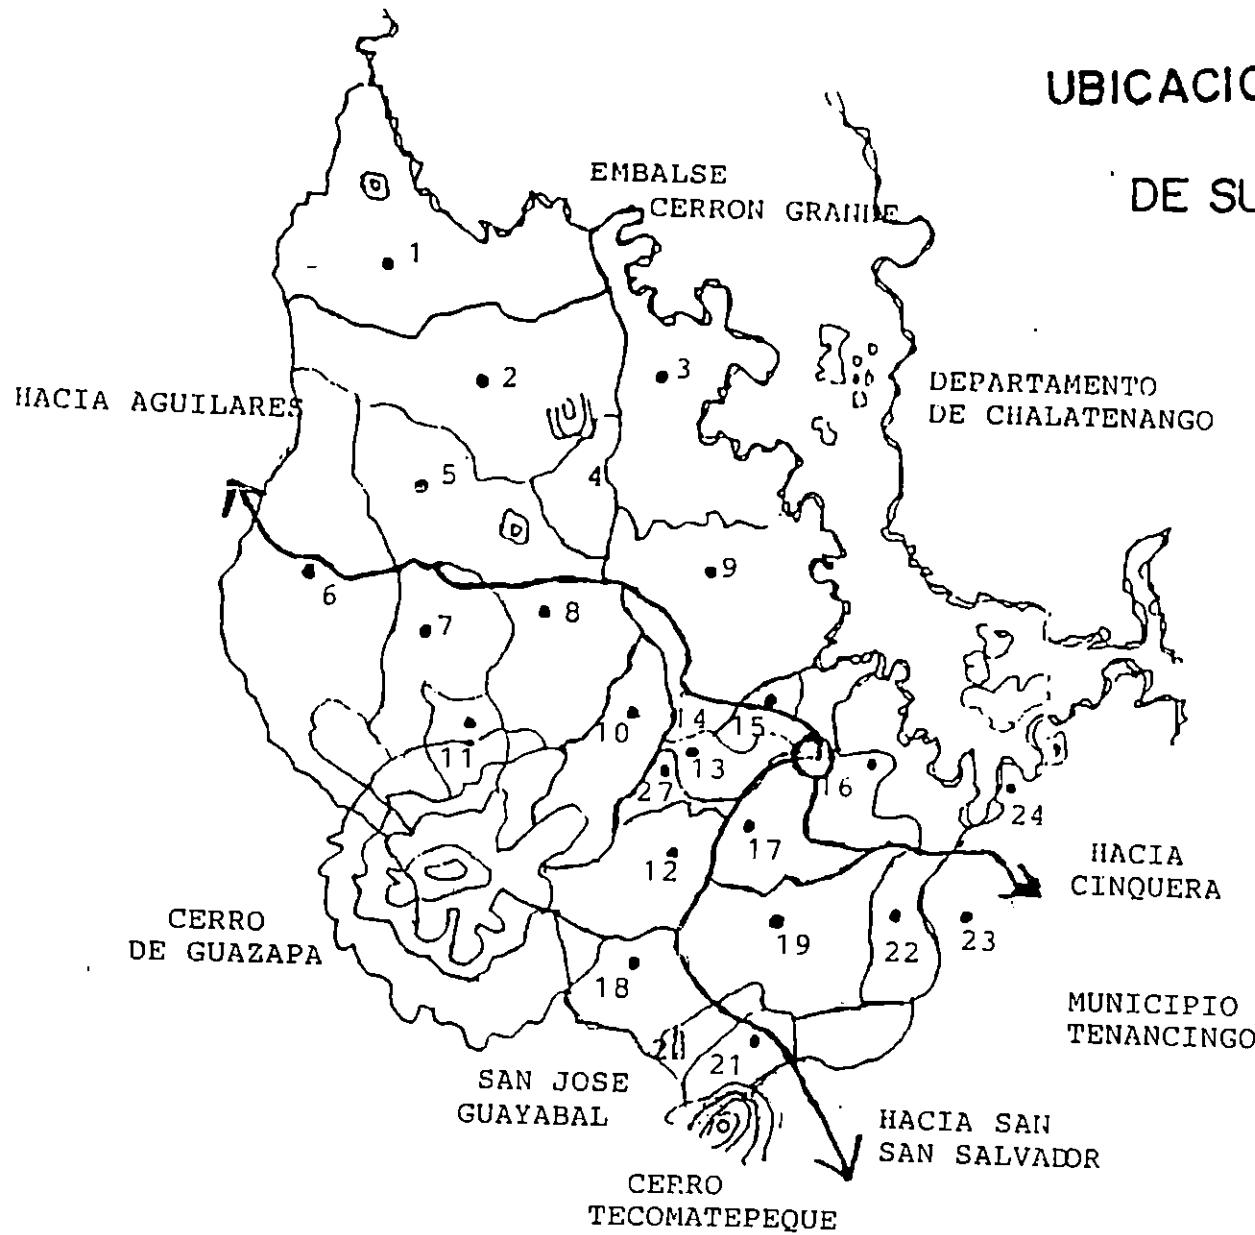 UBICACIO
DE SU
EMBALSE
CERRON GRANDE
1
2
3
HACIA AGUILARES
DEPARTAMENTO
DE CHALATENANGO
5
4
6
9
7
8
10
14
15
11
13
16
27
24
12
17
HACIA
CINQUERA
CERRO
DE GUAZAPA
19
22
23
18
MUNICIPIO
TENANCINGO
21
SAN JOSE
GUAYABAL
HACIA SAN
SAN SALVADOR
CERRO
TECOMATEPEQUE